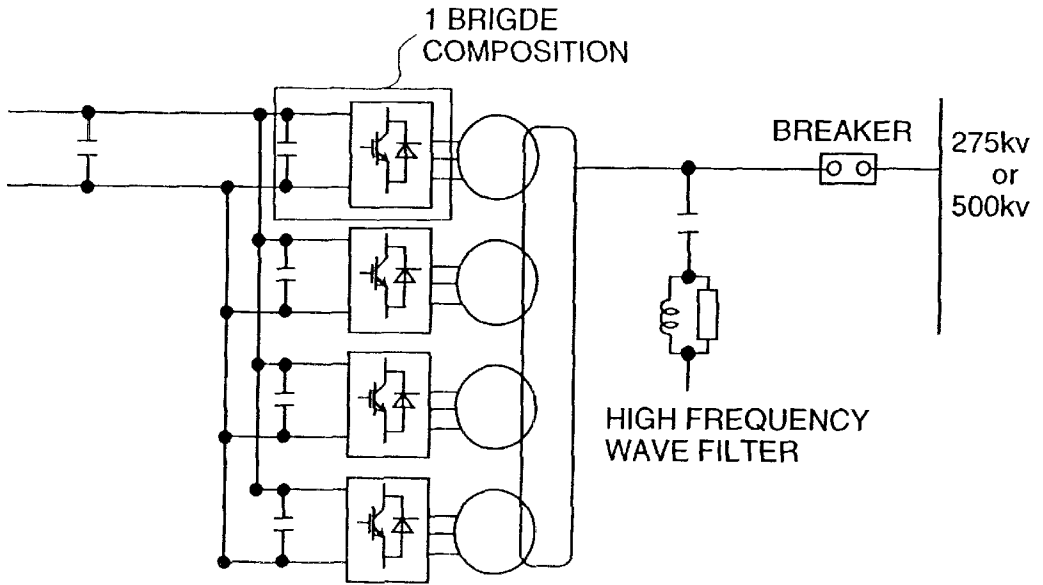 1 BRIGDE
COMPOSITION
BREAKER
275kv
or
500kv
HIGH FREQUENCY
WAVE FILTER